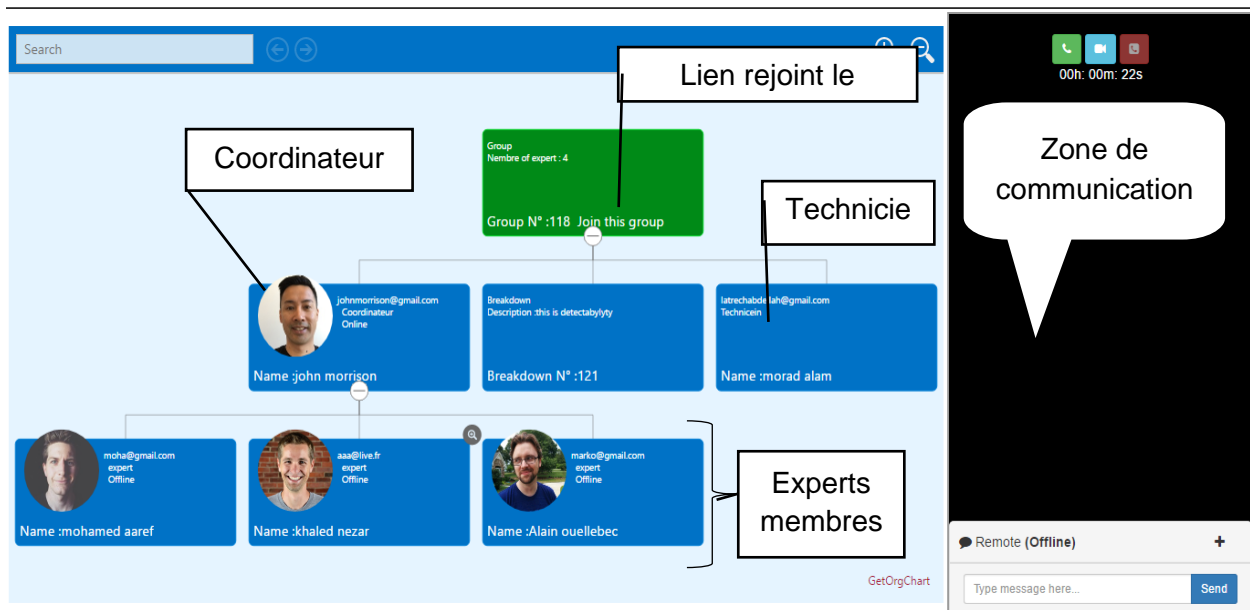 Search
Lien rejoint le
00h: 00m: 22s
Coordinateur
Group
Nembre of expert : 4
Group N° :118 Join this group
Technicie
Zone de
communication
johnmorrison@gmail.com
Coordinateur
Online
Name :john morrison
Breakdown
Description :this is detectabylyty
Breakdown N° :121
latrechabdellah@gmail.com
Technicein
Name :morad alam
moha@gmail.com
expert
Offline
Name :mohamed aaref
aaa@live.fr
expert
Offline
Name :khaled nezar
marko@gmail.com
expert
Offline
Name :Alain ouellebec
Experts
membres
GetOrgChart
Remote (Offline) +
Type message here...
Send